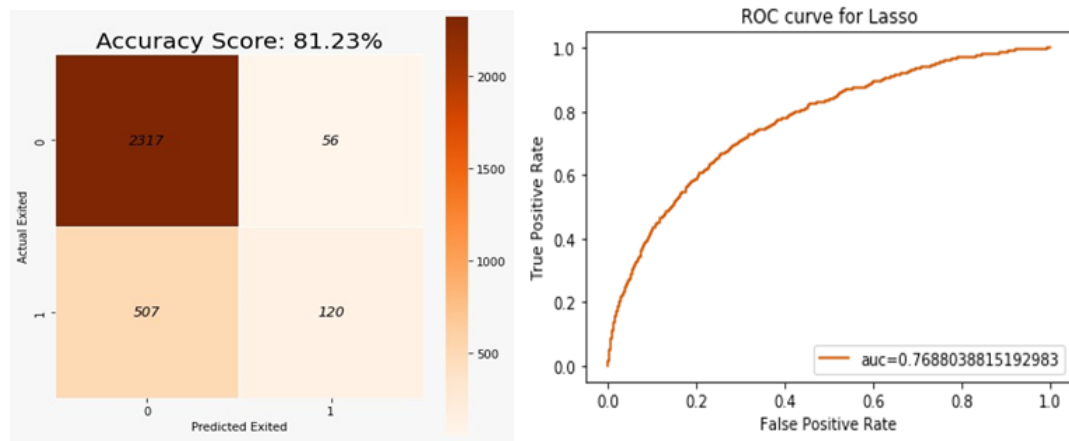 Accuracy Score: 81.23%
2317
56
507
120
0
1
Actual Exited
0
1
Predicted Exited
2000
1500
1000
500
ROC curve for Lasso
1.0
0.8
0.6
0.4
0.2
0.0
True Positive Rate
auc=0.7688038815192983
0.0 0.2 0.4 0.6 0.8 1.0
False Positive Rate